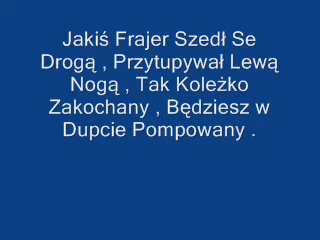 Jakiś Frajer Szedł Se
Drogą , Przytupywał Lewą
Nogą , Tak Koleżko
Zakochany , Będziesz w
Dupcie Pompowany .